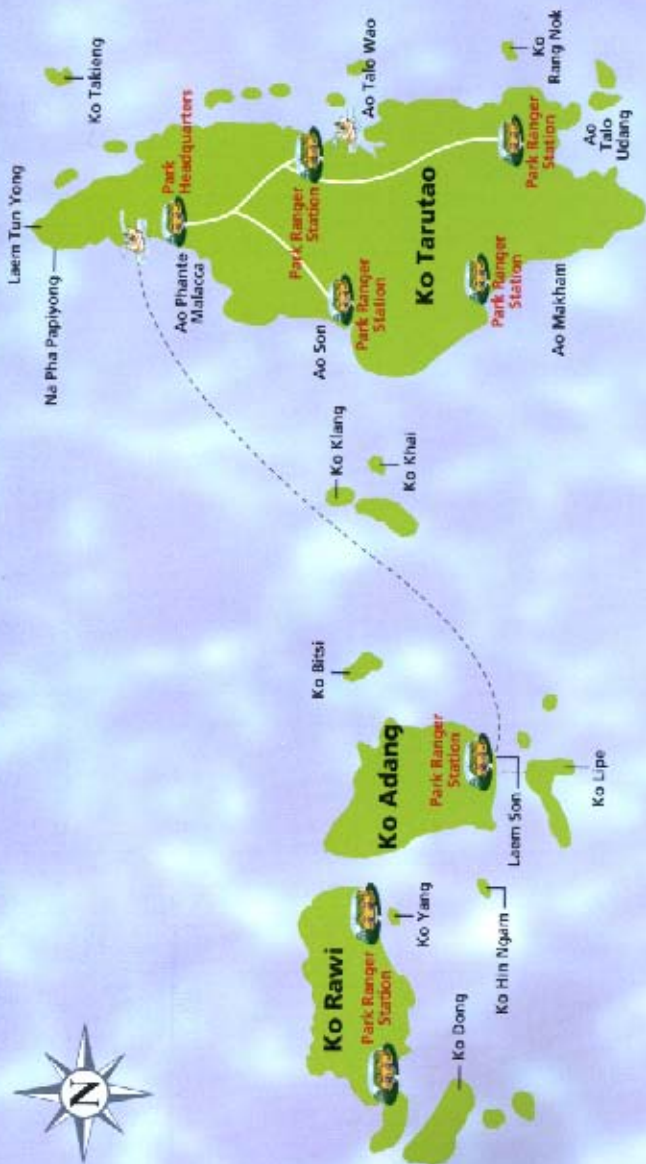 N
Laem Tun Yong
Na Pha Papiyong
Ko Takieng
Park
Headquarters
Ao Phante
Malacca
Ko Rawi
Park Ranger
Station
Ko Adang
Park Ranger
Station
Ko Bitsi
Ko Klang
Ao Son
Park Ranger
Station
Park Ranger
Station
Ao Talo Wao
Ko Khai
Ko Tarutao
Ko Yang
Ko Dong
Ko Hin Ngam
Laem Son
Park Ranger
Station
Park Ranger
Station
Ko
Rang Nok
Ao Makham
Ko Lipe
Ao
Talo
Udang